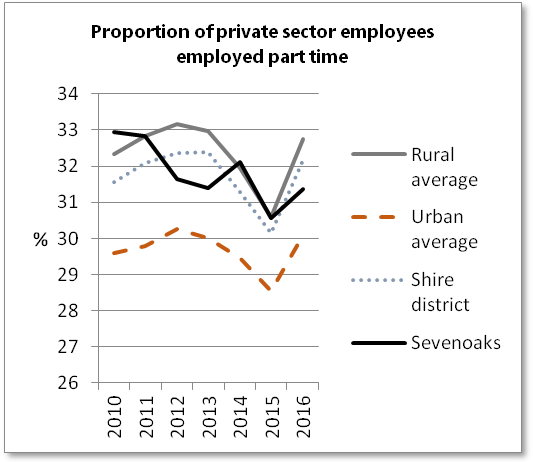 Proportion of private sector employees
employed part time
34
33
32
31
30
29
28
27
26
%
2010
2011
2012
2013
2014
2015
2016
Rural
average
Urban
average
Shire
district
Sevenoaks